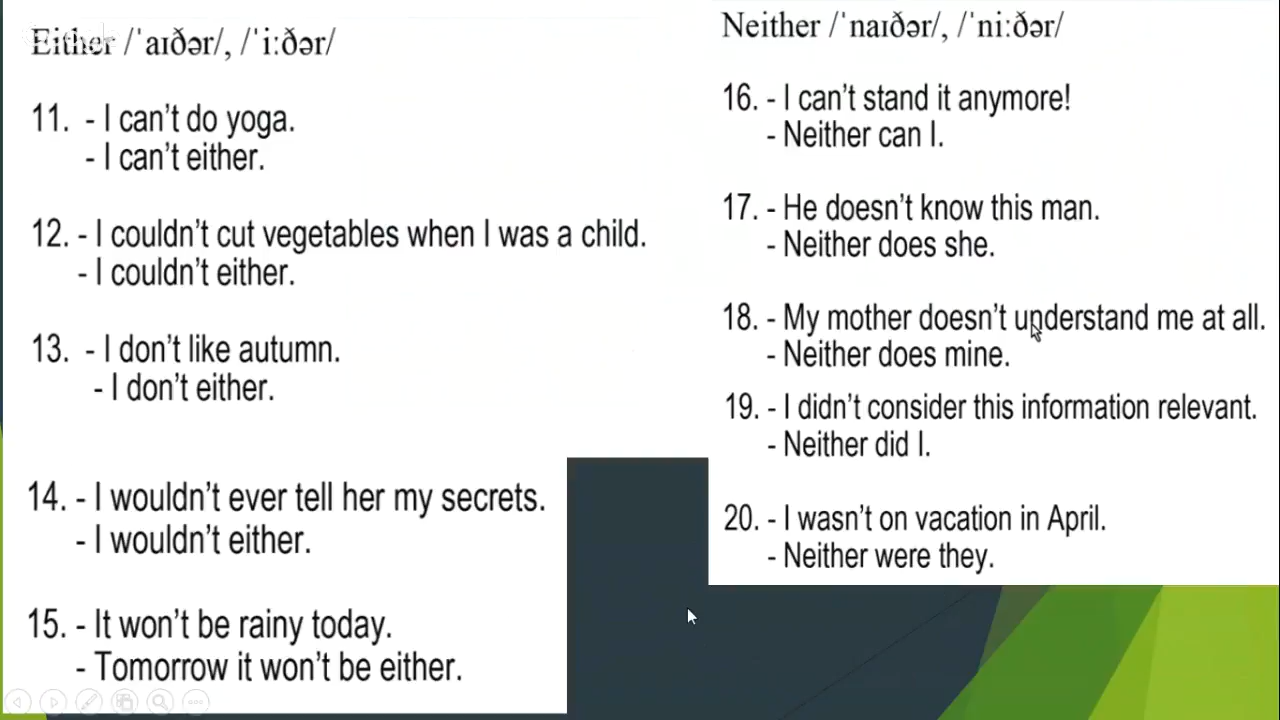 Either /ˈaɪðər/, /ˈiːðər/
11. - I can't do yoga.
- I can't either.
12. - I couldn't cut vegetables when I was a child.
- I couldn't either.
13. - I don't like autumn.
- I don't either.
14. - I wouldn't ever tell her my secrets.
- I wouldn't either.
15. - It won't be rainy today.
- Tomorrow it won't be either.
Neither /ˈnaɪðər/, /ˈniːðər/
16. - I can't stand it anymore!
- Neither can I.
17. - He doesn't know this man.
- Neither does she.
18. - My mother doesn't understand me at all.
- Neither does mine.
19. - I didn't consider this information relevant.
- Neither did I.
20. - I wasn't on vacation in April.
- Neither were they.